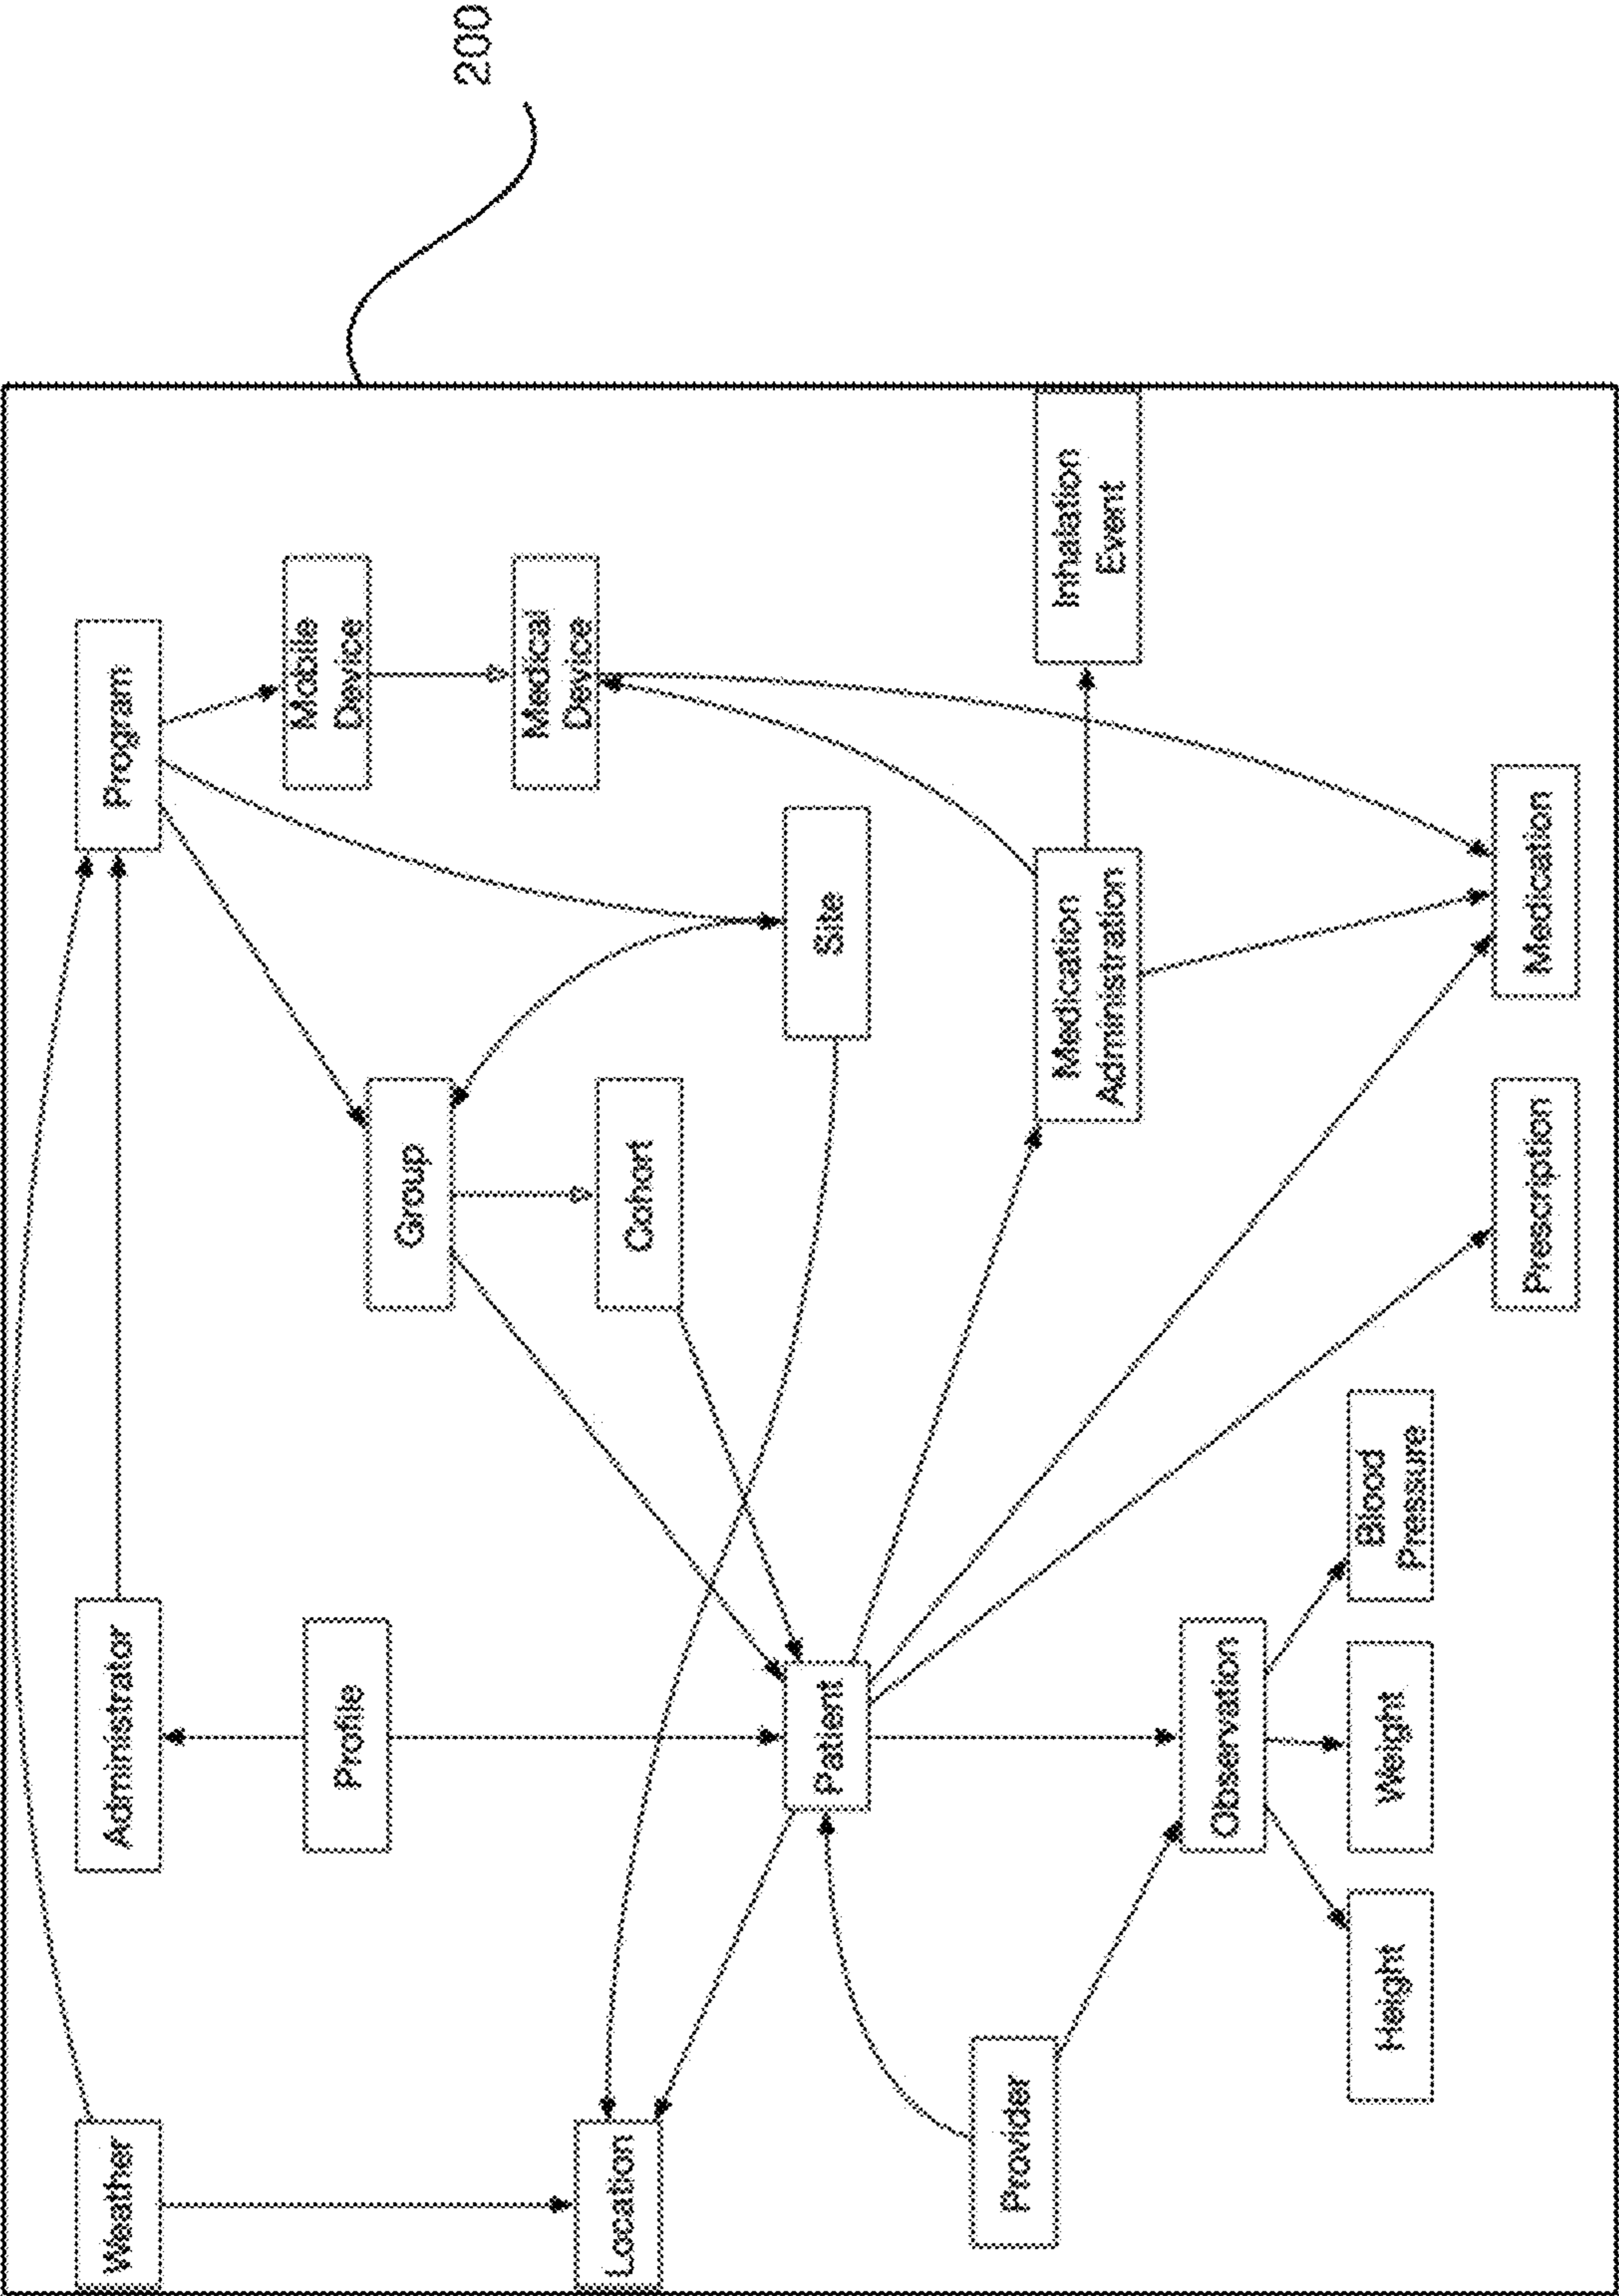 200
Weather
Administrator
Program
Profile
Mobile
Device
Group
Medical
Device
Location
Cohort
Patient
Site
Provider
Medication
Administration
Inhalation
Event
Observation
Height
Weight
Blood
Pressure
Prescription
Medication